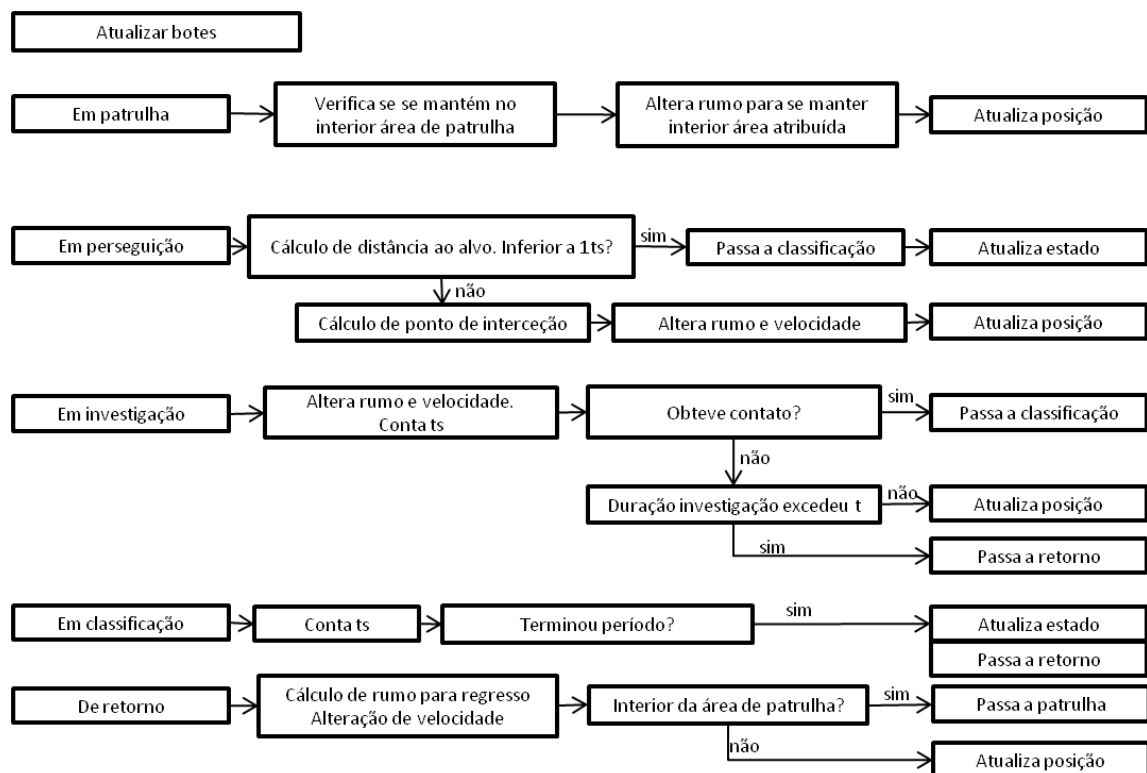 Atualizar botes
Em patrulha
Verifica se se mantém no
interior área de patrulha
Altera rumo para se manter
interior área atribuída
Atualiza posição
Em perseguição
Cálculo de distância ao alvo. Inferior a 1ts?
sim
Passa a classificação
Atualiza estado
não
Cálculo de ponto de interceção
Altera rumo e velocidade
Atualiza posição
Em investigação
Altera rumo e velocidade.
Conta ts
Obteve contato?
sim
Passa a classificação
não
Duração investigação excedeu t
não
Atualiza posição
sim
Passa a retorno
Em classificação
Conta ts
Terminou período?
sim
Atualiza estado
Passa a retorno
De retorno
Cálculo de rumo para regresso
Alteração de velocidade
Interior da área de patrulha?
sim
Passa a patrulha
não
Atualiza posição